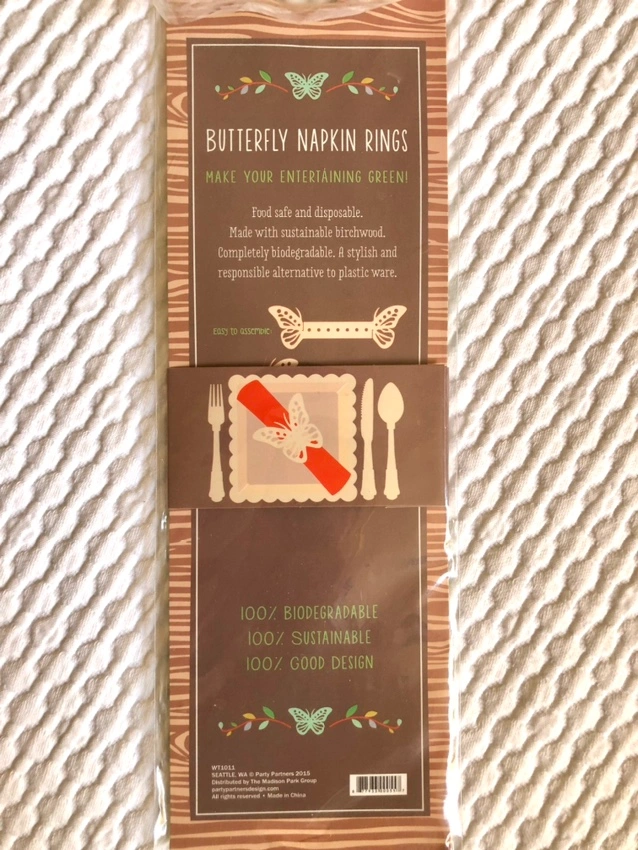 BUTTERFLY NAPKIN RINGS
MAKE YOUR ENTERTAINING GREEN!
Food safe and disposable.
Made with sustainable birchwood.
Completely biodegradable. A stylish and
responsible alternative to plastic ware.
EASY TO ASSEMBLE:
100% BIODEGRADABLE
100% SUSTAINABLE
100% GOOD DESIGN
WT1011
SEATTLE, WA © Party Partners 2015
Distributed by The Madison Park Group
partypartnersdesign.com
All rights reserved • Made in China